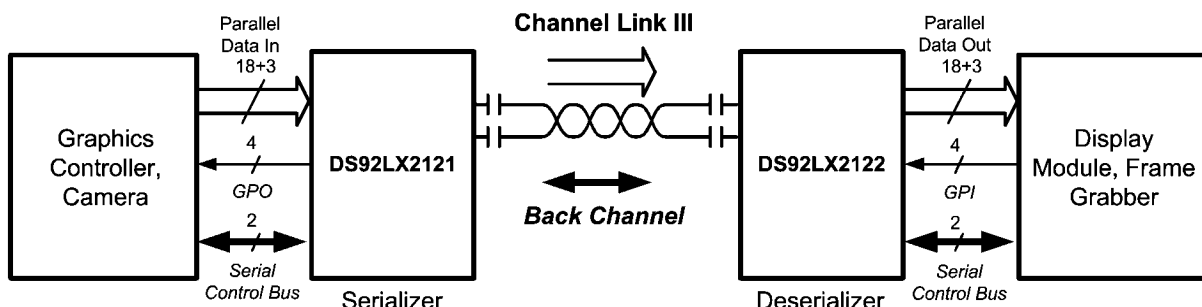 Channel Link III
Parallel
Data In
18+3
Parallel
Data Out
18+3
Graphics
Controller,
Camera
4
GPO
2
Serial
Control Bus
DS92LX2121
Serializer
Back Channel
DS92LX2122
Deserializer
4
GPI
2
Serial
Control Bus
Display
Module, Frame
Grabber